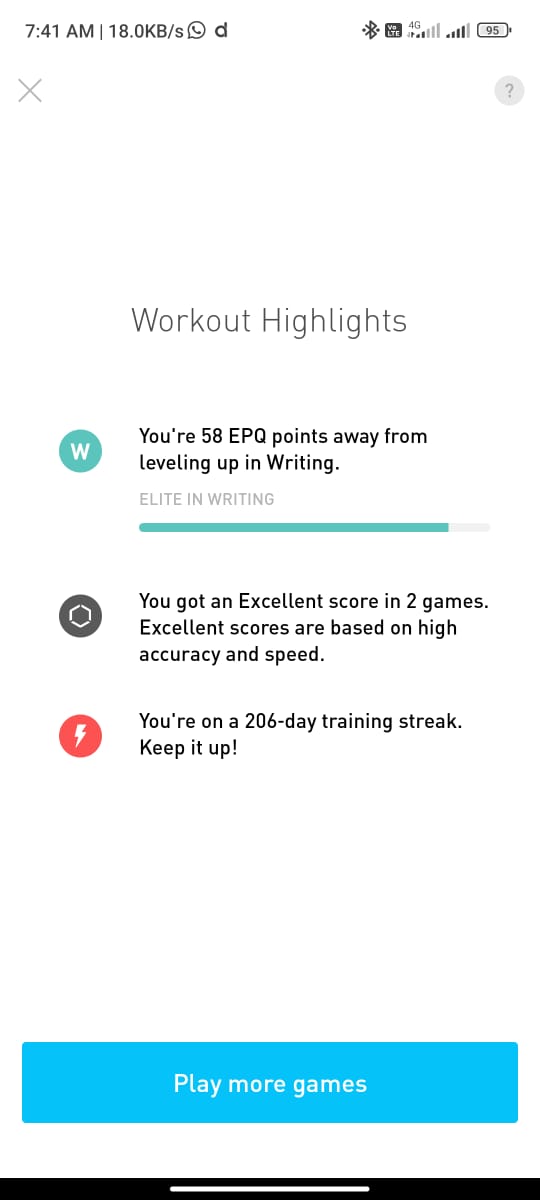 7:41 AM | 18.0KB/s d Vo LTE 4G 95
?
Workout Highlights
W
You're 58 EPQ points away from
leveling up in Writing.
ELITE IN WRITING
You got an Excellent score in 2 games.
Excellent scores are based on high
accuracy and speed.
You're on a 206-day training streak.
Keep it up!
Play more games